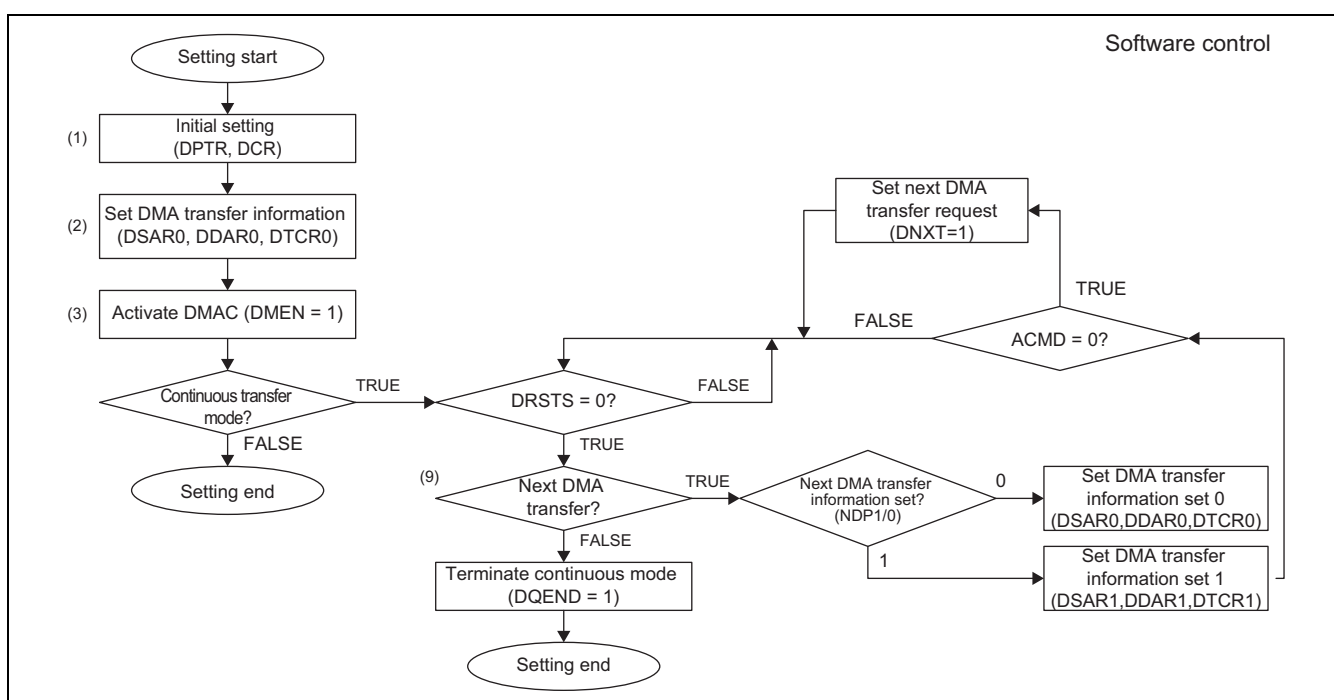 Software control
Setting start
(1)
Initial setting
(DPTR, DCR)
(2)
Set DMA transfer information
(DSAR0, DDAR0, DTCR0)
(3)
Activate DMAC (DMEN = 1)
Continuous transfer
mode?
TRUE
FALSE
Setting end
DRSTS = 0?
FALSE
TRUE
Set next DMA
transfer request
(DNXT=1)
TRUE
FALSE
ACMD = 0?
(9)
Next DMA
transfer?
TRUE
FALSE
Next DMA transfer
information set?
(NDP1/0)
0
1
Set DMA transfer
information set 0
(DSAR0,DDAR0,DTCR0)
Set DMA transfer
information set 1
(DSAR1,DDAR1,DTCR1)
Terminate continuous mode
(DQEND = 1)
Setting end